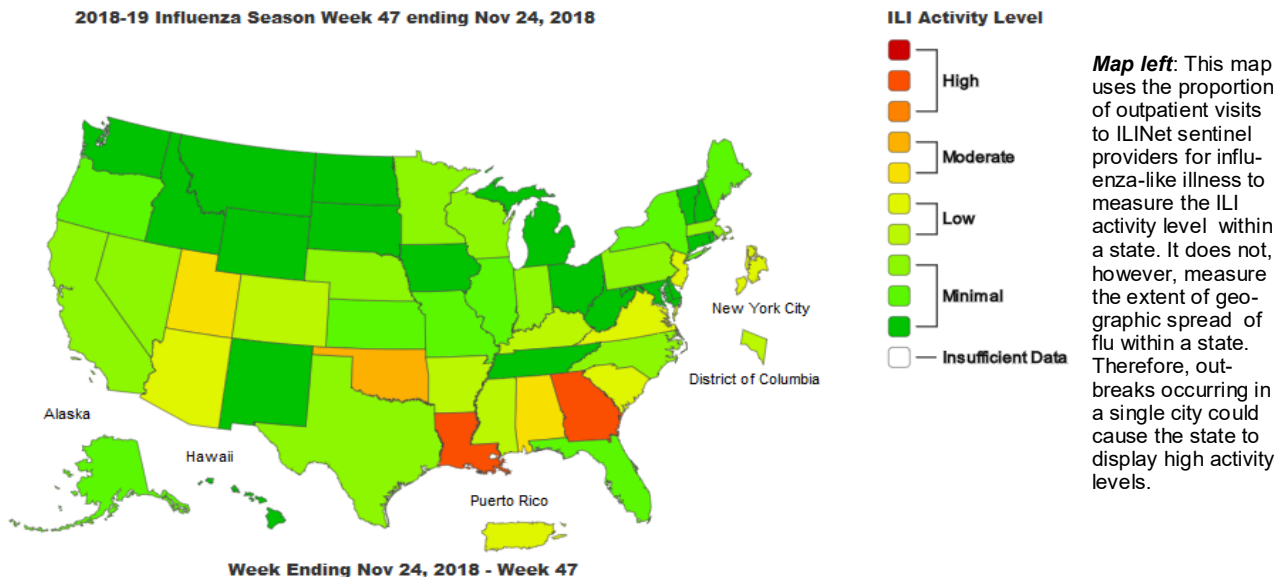 2018-19 Influenza Season Week 47 ending Nov 24, 2018
ILI Activity Level
High
Moderate
Low
Minimal
Insufficient Data
New York City
District of Columbia
Alaska
Hawaii
Puerto Rico
Week Ending Nov 24, 2018 - Week 47
Map left: This map
uses the proportion
of outpatient visits
to ILINet sentinel
providers for influ-
enza-like illness to
measure the ILI
activity level within
a state. It does not,
however, measure
the extent of geo-
graphic spread of
flu within a state.
Therefore, out-
breaks occurring in
a single city could
cause the state to
display high activity
levels.